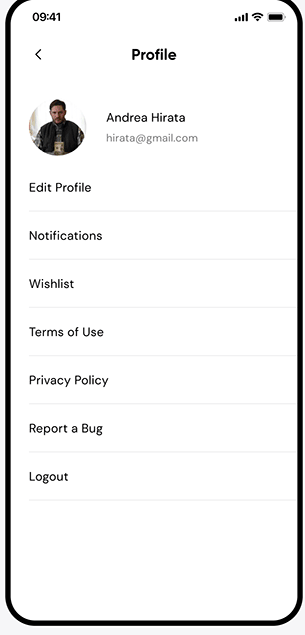 09:41
Profile
Andrea Hirata
hirata@gmail.com
Edit Profile
Notifications
Wishlist
Terms of Use
Privacy Policy
Report a Bug
Logout